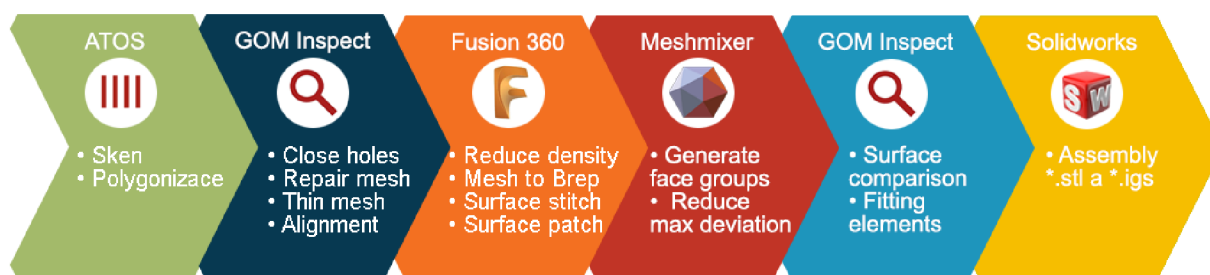 ATOS
• Sken
• Polygonizace
GOM Inspect
• Close holes
• Repair mesh
• Thin mesh
• Alignment
Fusion 360
F
• Reduce density
• Mesh to Brep
• Surface stitch
• Surface patch
Meshmixer
• Generate
face groups
• Reduce
max deviation
GOM Inspect
• Surface
comparison
• Fitting
elements
Solidworks
SW
• Assembly
*.stl a *.igs